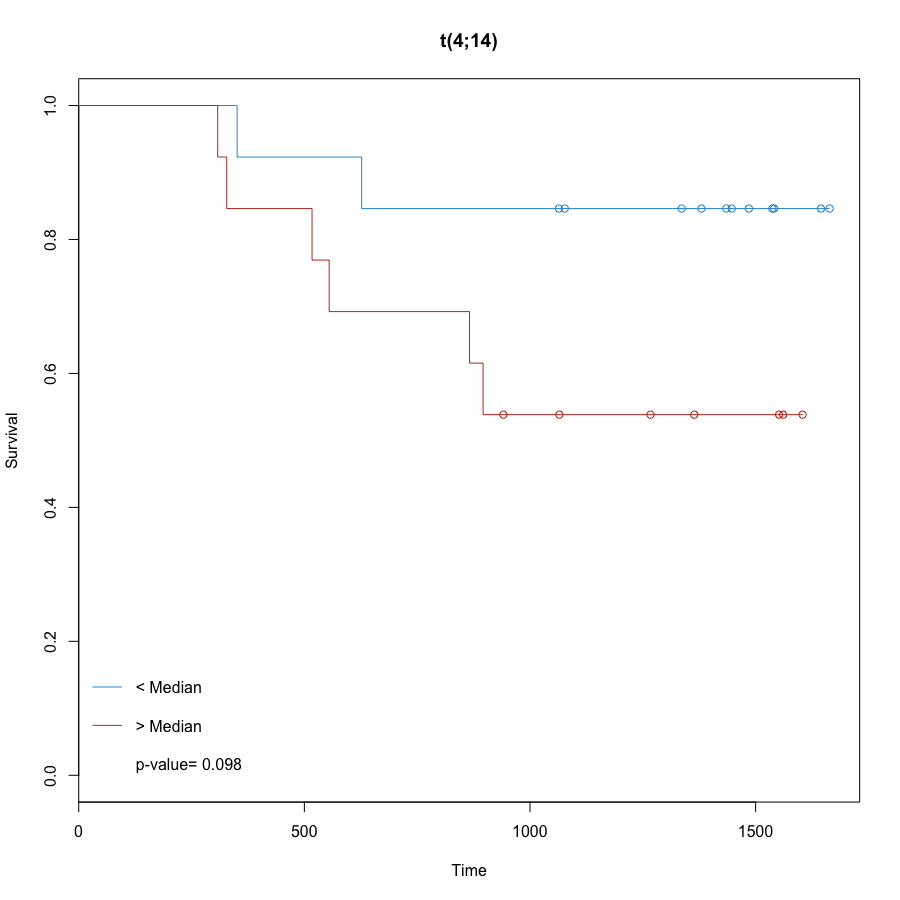 t(4;14)
1.0
0.8
0.6
0.4
0.2
0.0
Survival
< Median
> Median
p-value= 0.098
0 500 1000 1500
Time